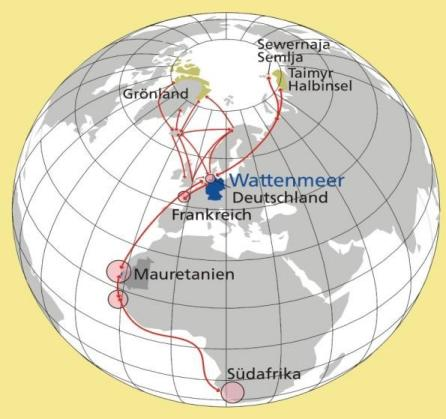 Sewernaja
Semlja
Taimyr
Halbinsel
Grönland
Wattenmeer
Deutschland
Frankreich
Mauretanien
Südafrika